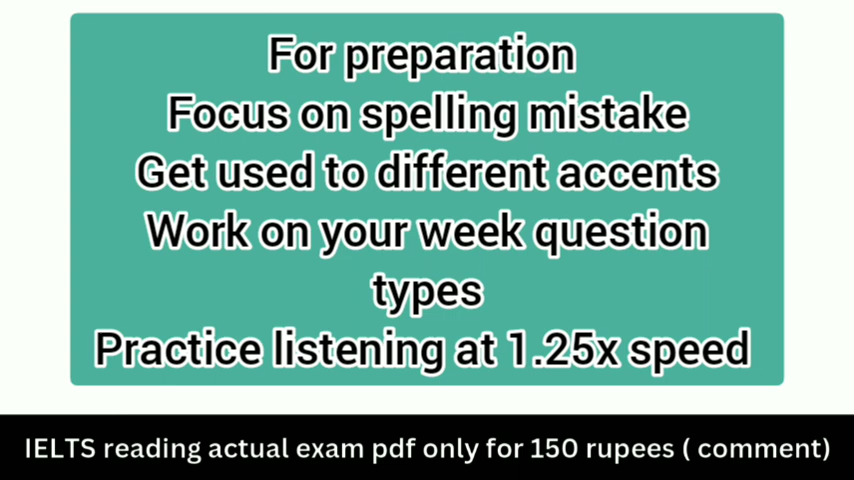 For preparation
Focus on spelling mistake
Get used to different accents
Work on your week question
types
Practice listening at 1.25x speed
IELTS reading actual exam pdf only for 150 rupees ( comment)